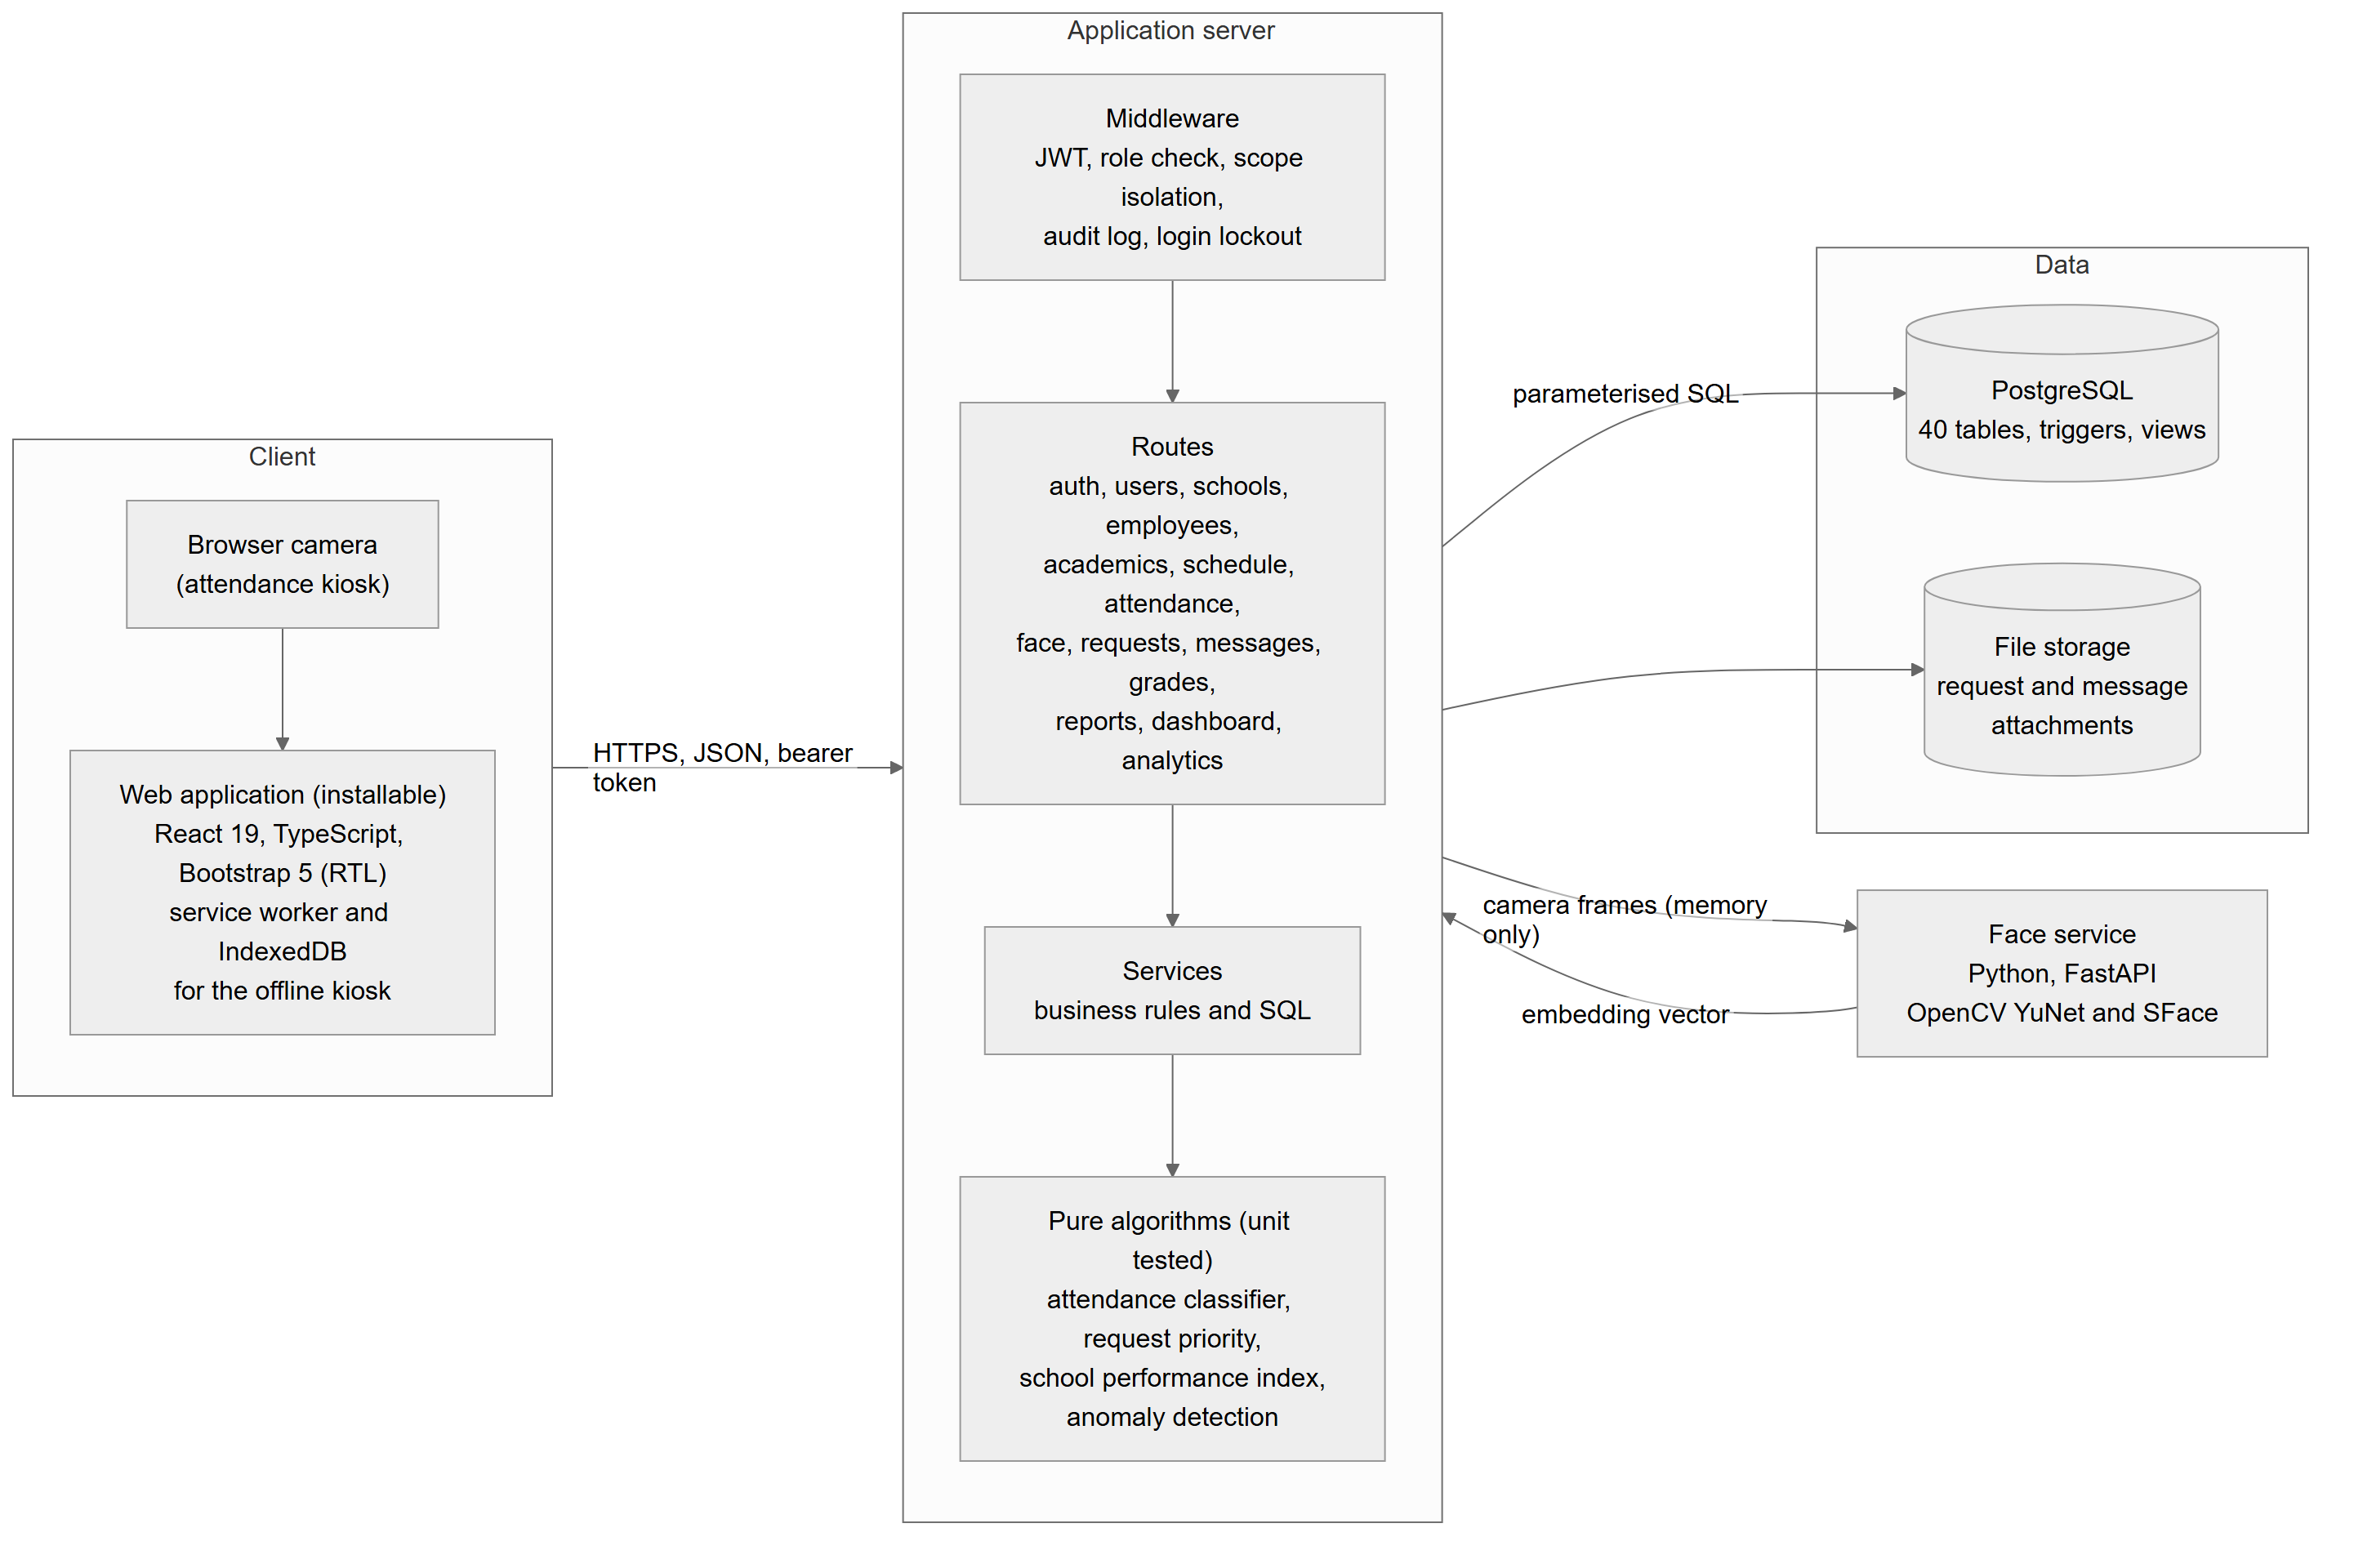 Client
Browser camera
(attendance kiosk)
Web application (installable)
React 19, TypeScript,
Bootstrap 5 (RTL)
service worker and
IndexedDB
for the offline kiosk
HTTPS, JSON, bearer
token
Application server
Middleware
JWT, role check, scope
isolation,
audit log, login lockout
Routes
auth, users, schools,
employees,
academics, schedule,
attendance,
face, requests, messages,
grades,
reports, dashboard,
analytics
Services
business rules and SQL
Pure algorithms (unit
tested)
attendance classifier,
request priority,
school performance index,
anomaly detection
parameterised SQL
camera frames (memory
only)
embedding vector
Data
PostgreSQL
40 tables, triggers, views
File storage
request and message
attachments
Face service
Python, FastAPI
OpenCV YuNet and SFace